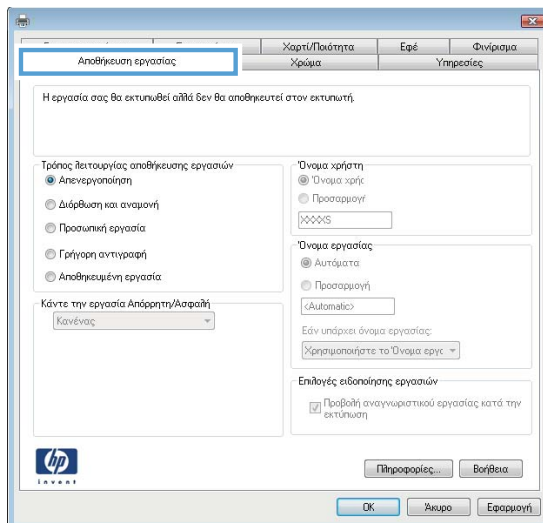 Χαρτί/Ποιότητα
Εφέ
Φινίρισμα
Αποθήκευση εργασίας
Χρώμα
Υπηρεσίες
Η εργασία σας θα εκτυπωθεί αλλά δεν θα αποθηκευτεί στον εκτυπωτή.
Τρόπος λειτουργίας αποθήκευσης εργασιών
Απενεργοποίηση
Διόρθωση και αναμονή
Προσωπική εργασία
Γρήγορη αντιγραφή
Αποθηκευμένη εργασία
Κάντε την εργασία Απόρρητη/Ασφαλή
Κανένας
Όνομα χρήστη
Όνομα χρήσ
Προσαρμογή
XXXXS
Όνομα εργασίας
Αυτόματα
Προσαρμογή
<Automatic>
Εάν υπάρχει όνομα εργασίας:
Χρησιμοποιήστε το Όνομα εργα
Επιλογές ειδοποίησης εργασιών
Προβολή αναγνωριστικού εργασίας κατά την
εκτύπωση
hp
invent
Πληροφορίες...
Βοήθεια
OK
Άκυρο
Εφαρμογή